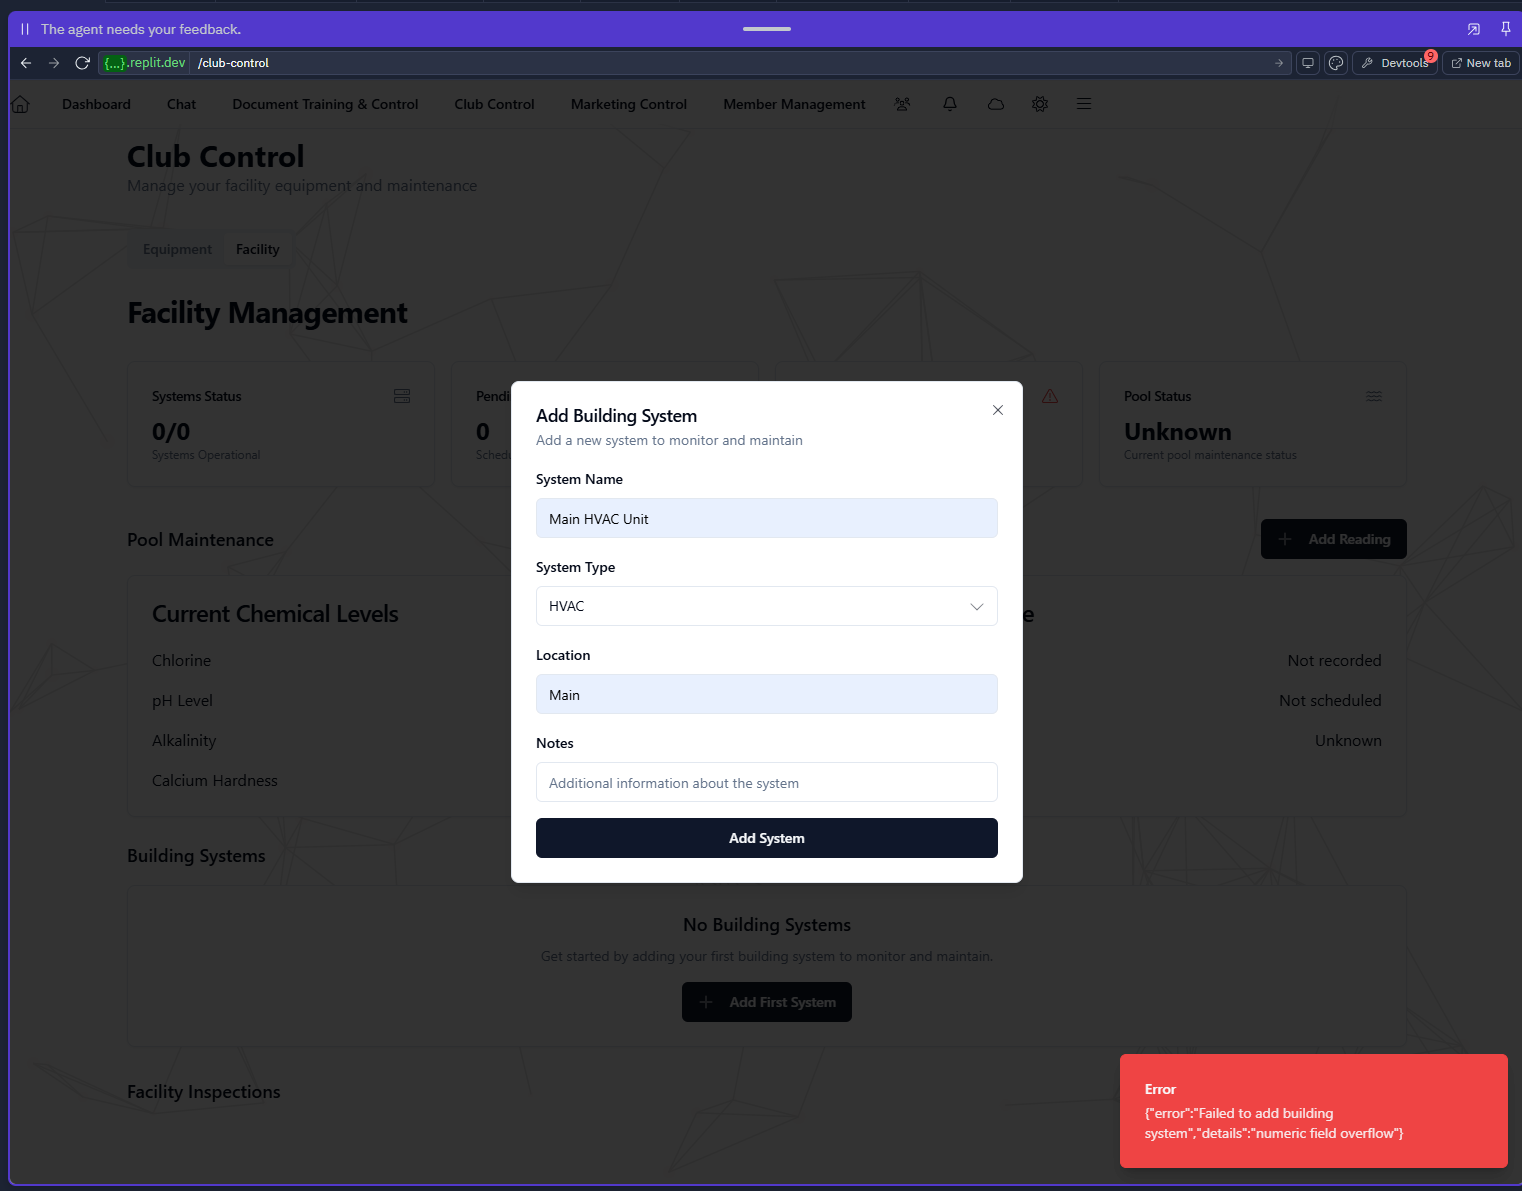 The agent needs your feedback.
{...}.replit.dev /club-control
Devtools 9
New tab
Dashboard Chat Document Training & Control Club Control Marketing Control Member Management
Club Control
Manage your facility equipment and maintenance
Equipment Facility
Facility Management
Systems Status
0/0
Systems Operational
Pendi
0
Schedu
Pool Status
Unknown
Current pool maintenance status
Pool Maintenance
Add Reading
Current Chemical Levels
Chlorine
pH Level
Alkalinity
Calcium Hardness
e
Not recorded
Not scheduled
Unknown
Building Systems
No Building Systems
Get started by adding your first building system to monitor and maintain.
Add First System
Facility Inspections
Add Building System
Add a new system to monitor and maintain
System Name
Main HVAC Unit
System Type
HVAC
Location
Main
Notes
Additional information about the system
Add System
Error
{"error":"Failed to add building
system","details":"numeric field overflow"}